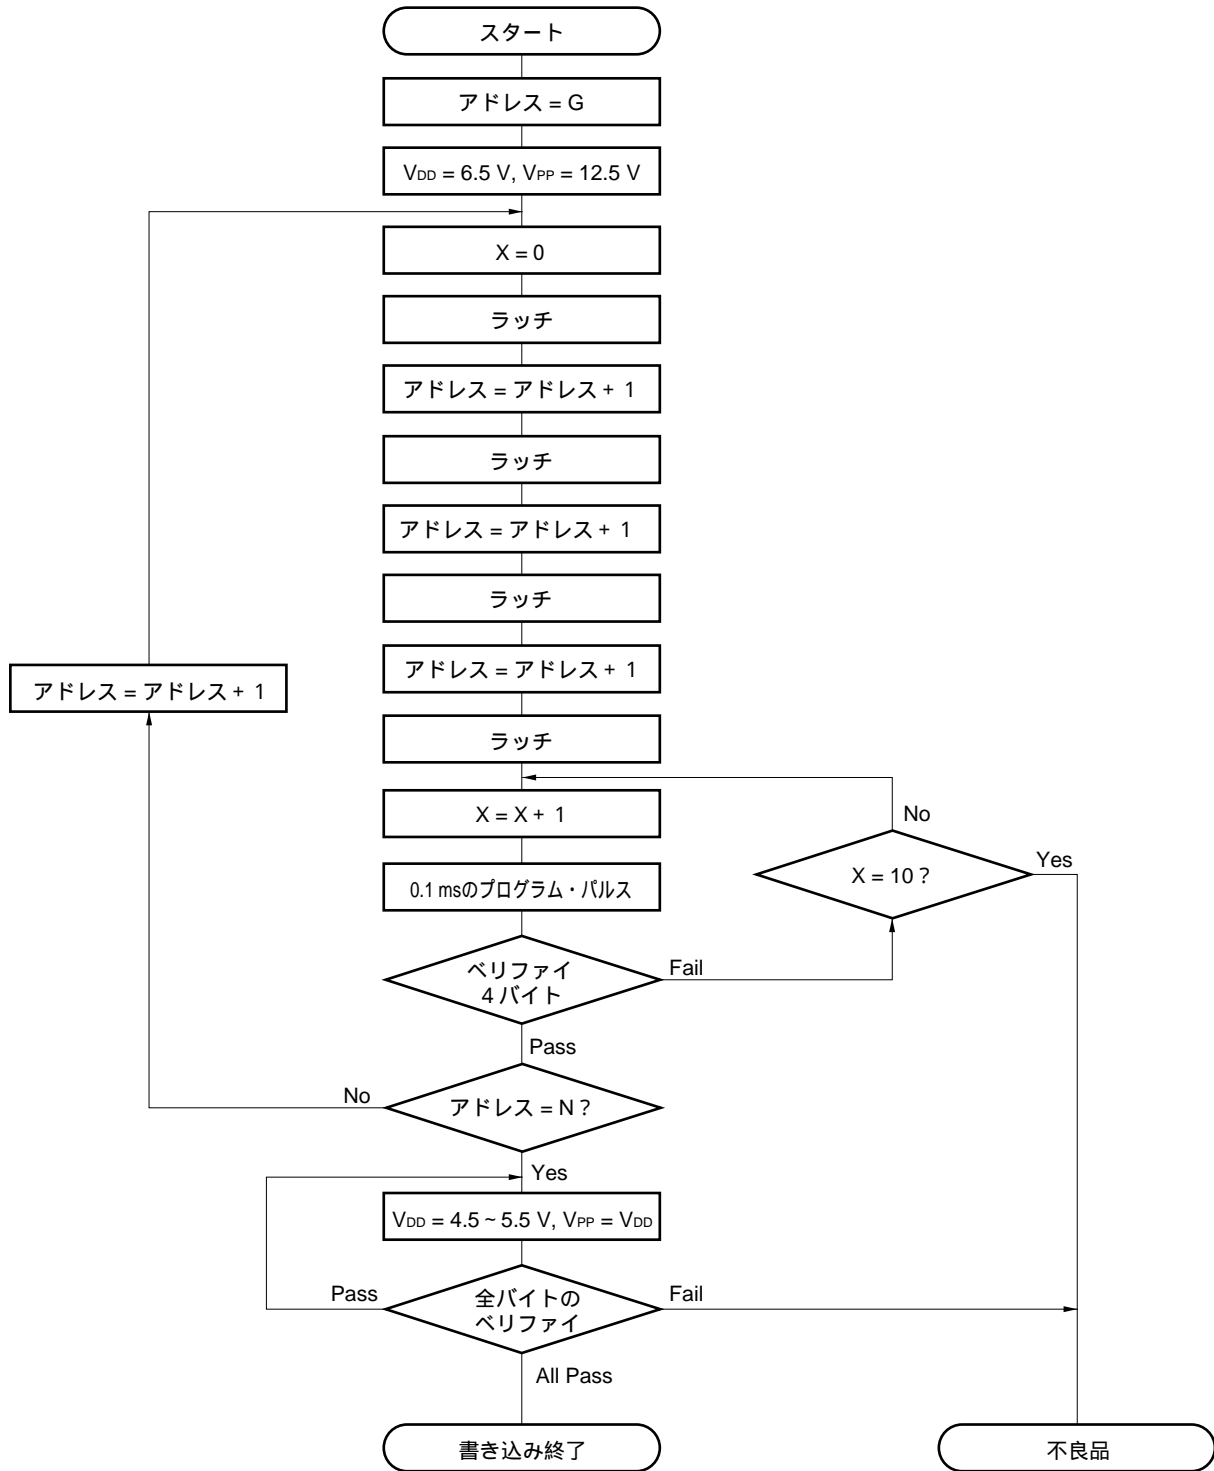 スタート
アドレス = G
VDD = 6.5 V, VPP = 12.5 V
X = 0
ラッチ
アドレス = アドレス + 1
ラッチ
アドレス = アドレス + 1
ラッチ
アドレス = アドレス + 1
アドレス = アドレス + 1
ラッチ
X = X + 1
No
X = 10 ?
Yes
0.1 msのプログラム・パルス
ベリファイ
4 バイト
Fail
Pass
No
アドレス = N ?
Yes
VDD = 4.5 ~ 5.5 V, VPP = VDD
Pass
全バイトの
ベリファイ
Fail
All Pass
書き込み終了
不良品